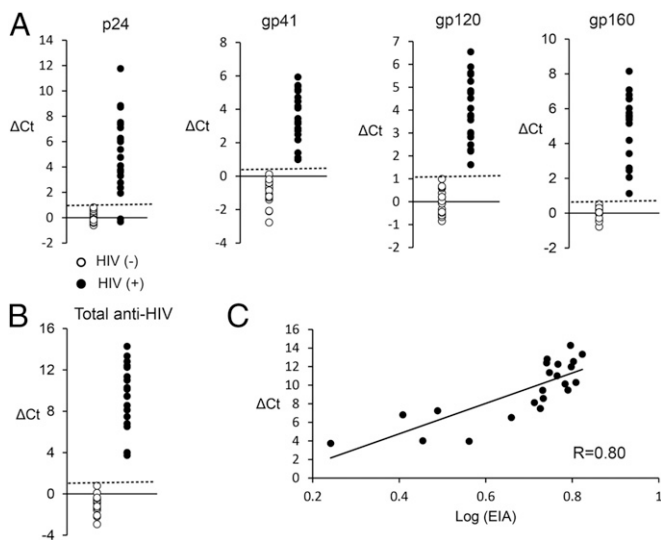 A
p24
gp41
gp120
gp160
ΔCt
14
12
10
8
6
4
2
0
-2
ΔCt
8
6
4
2
0
-2
-4
ΔCt
7
6
5
4
3
2
1
0
-1
-2
ΔCt
10
8
6
4
2
0
-2
HIV (-)
HIV (+)
B
Total anti-HIV
ΔCt
16
12
8
4
0
-4
C
ΔCt
16
14
12
10
8
6
4
2
0
R=0.80
0.2 0.4 0.6 0.8 1
Log (EIA)